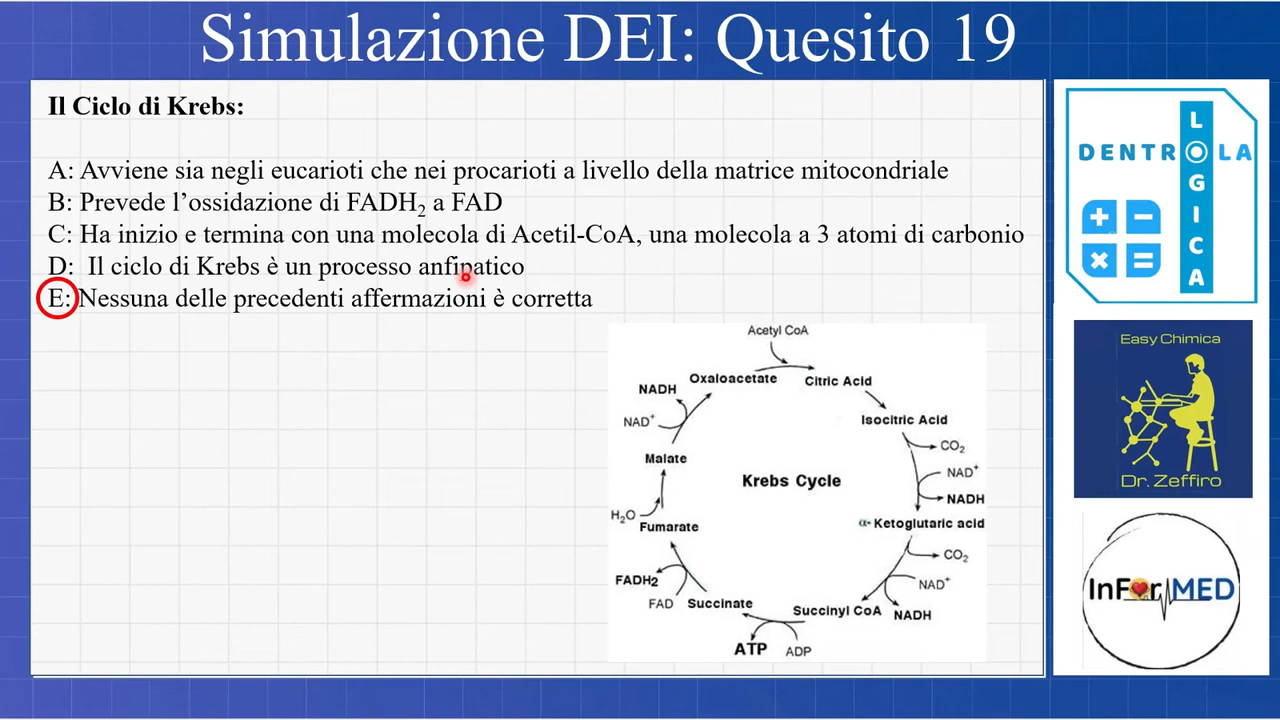 Simulazione DEI: Quesito 19
Il Ciclo di Krebs:
A: Avviene sia negli eucarioti che nei procarioti a livello della matrice mitocondriale
B: Prevede l’ossidazione di FADH₂ a FAD
C: Ha inizio e termina con una molecola di Acetil-CoA, una molecola a 3 atomi di carbonio
D: Il ciclo di Krebs è un processo anfipatico
E: Nessuna delle precedenti affermazioni è corretta
Acetyl CoA
Oxaloacetate
Citric Acid
NADH
NAD⁺
Isocitric Acid
CO₂
Malate
NAD⁺
Krebs Cycle
NADH
H₂O
Fumarate
α- Ketoglutaric acid
CO₂
FADH2
NAD⁺
FAD
Succinate
Succinyl CoA
NADH
ATP
ADP
DENTRO LA
LOGICA
Easy Chimica
Dr. Zeffiro
InForMED